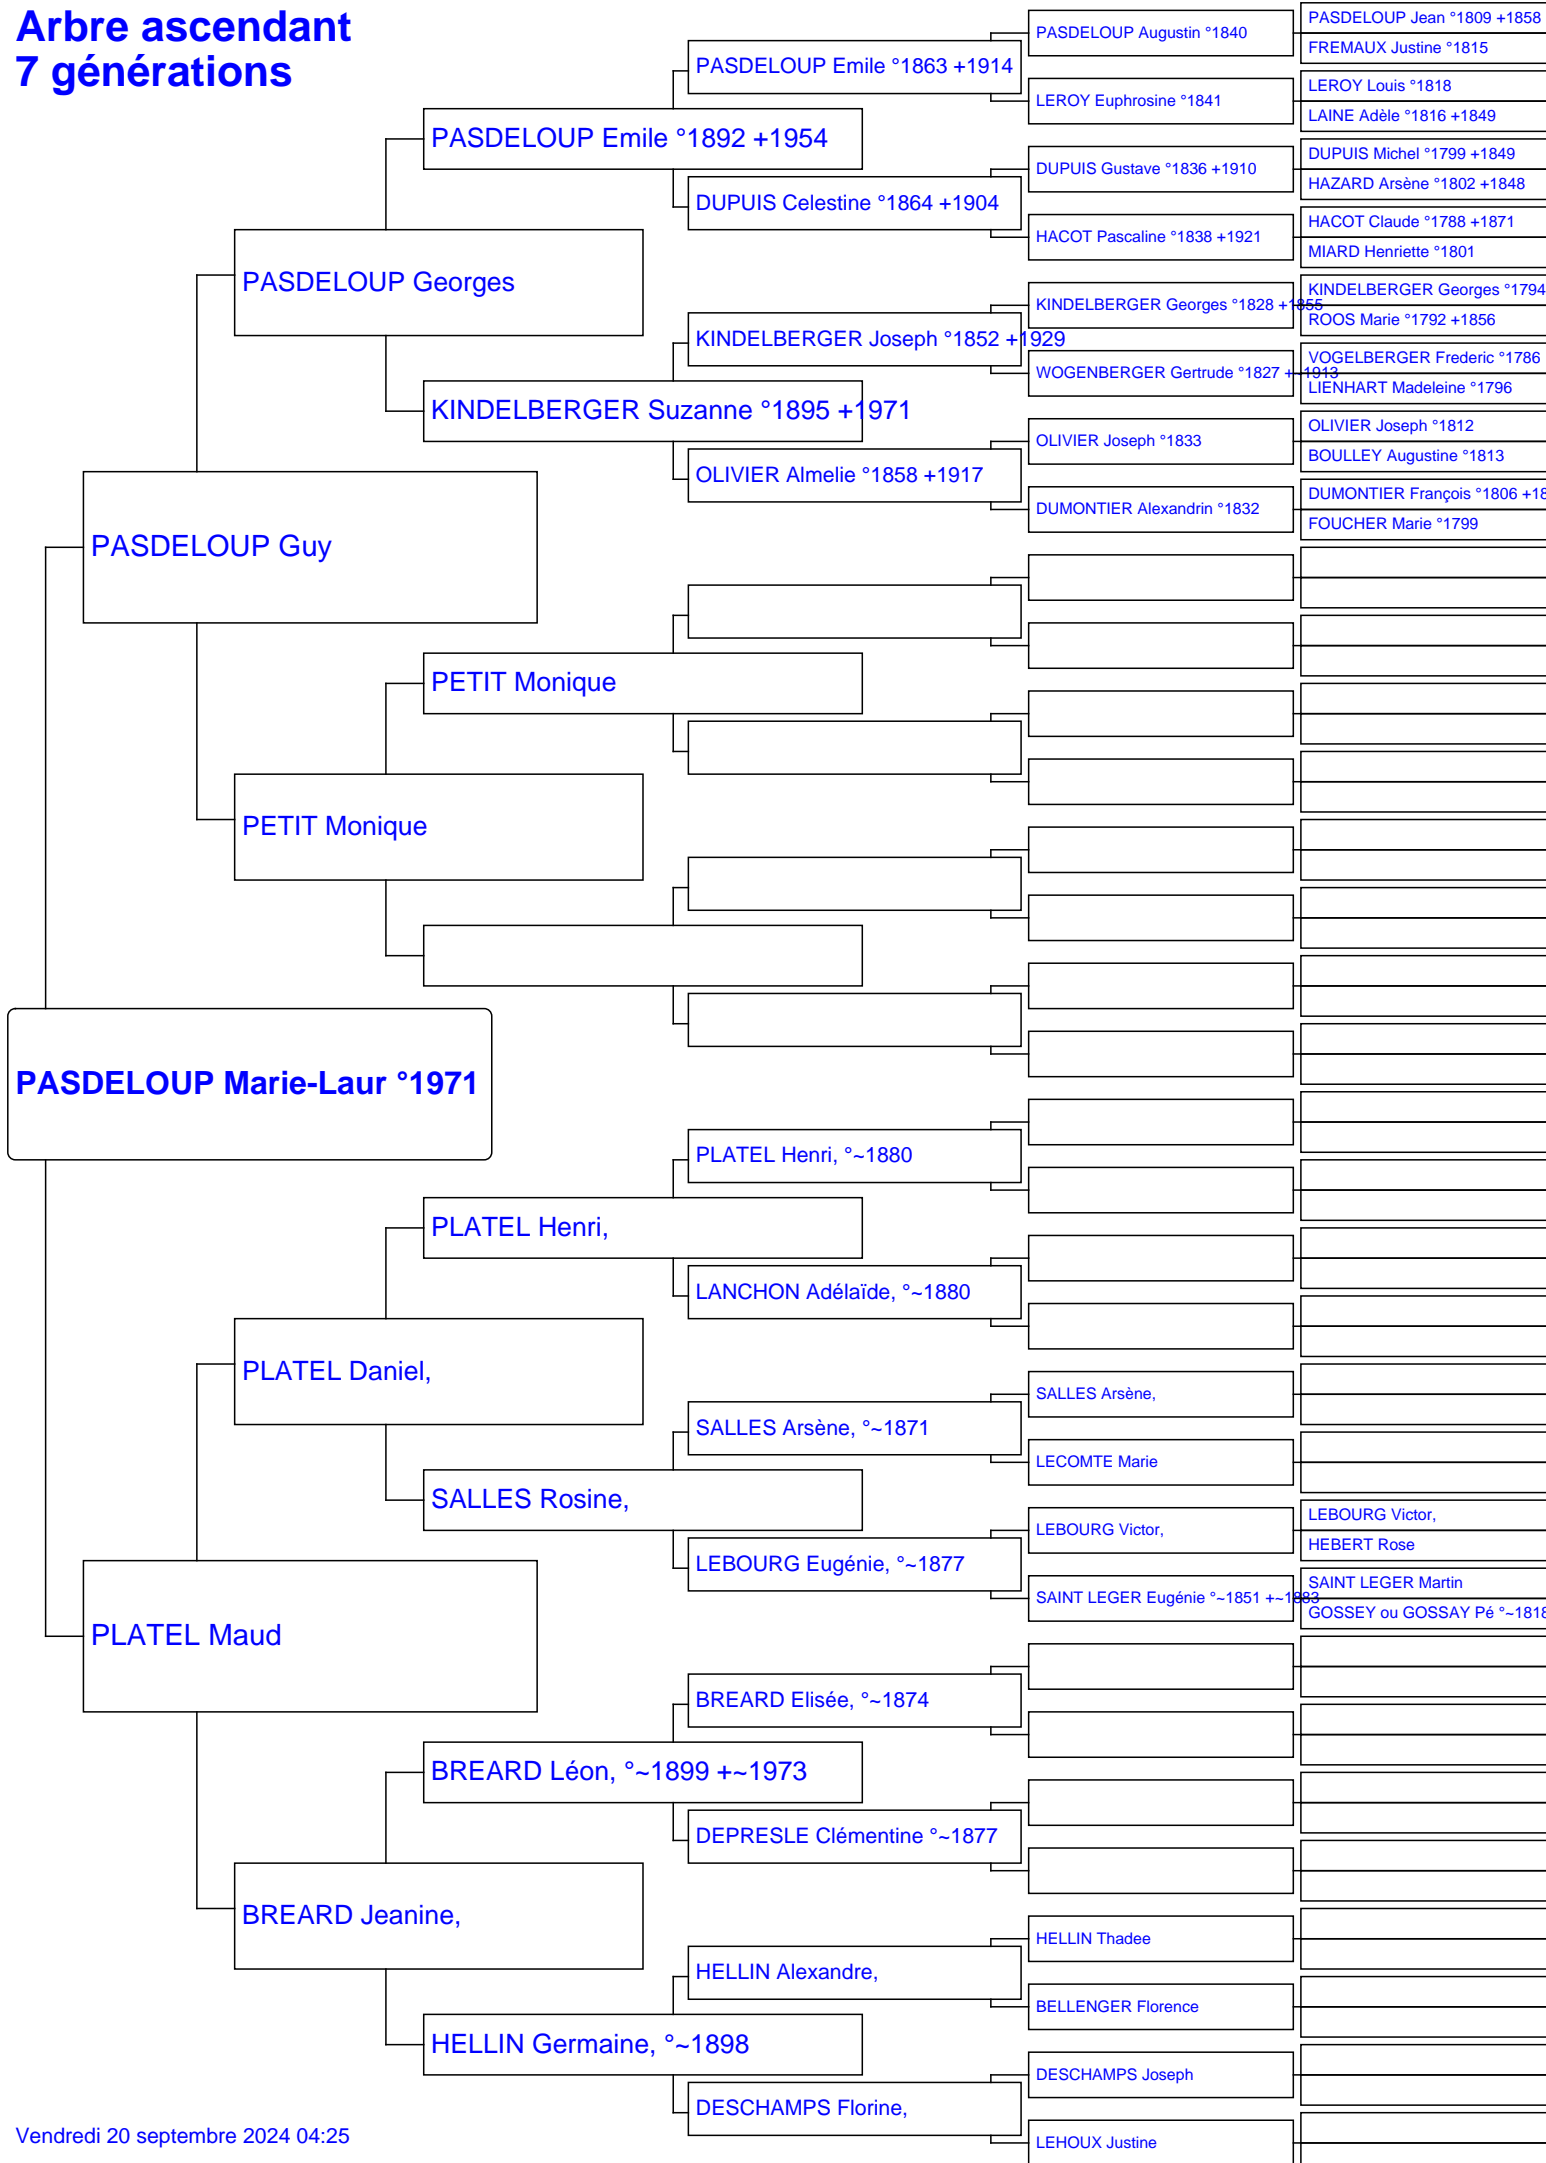 Arbre ascendant
7 générations
PASDELOUP Marie-Laur °1971
PASDELOUP Guy
PLATEL Maud
PASDELOUP Georges
PETIT Monique
PLATEL Daniel,
BREARD Jeanine,
PASDELOUP Emile °1892 +1954
KINDELBERGER Suzanne °1895 +1971
PETIT Monique
PLATEL Henri,
SALLES Rosine,
BREARD Léon, °~1899 +~1973
HELLIN Germaine, °~1898
PASDELOUP Emile °1863 +1914
DUPUIS Celestine °1864 +1904
KINDELBERGER Joseph °1852 +1929
OLIVIER Almelie °1858 +1917
PLATEL Henri, °~1880
LANCHON Adélaïde, °~1880
SALLES Arsène, °~1871
LEBOURG Eugénie, °~1877
BREARD Elisée, °~1874
DEPRESLE Clémentine °~1877
HELLIN Alexandre,
DESCHAMPS Florine,
PASDELOUP Augustin °1840
LEROY Euphrosine °1841
DUPUIS Gustave °1836 +1910
HACOT Pascaline °1838 +1921
KINDELBERGER Georges °1828 +1855
WOGENBERGER Gertrude °1827 +~1913
OLIVIER Joseph °1833
DUMONTIER Alexandrin °1832
SALLES Arsène,
LECOMTE Marie
LEBOURG Victor,
SAINT LEGER Eugénie °~1851 +~1883
HELLIN Thadee
BELLENGER Florence
DESCHAMPS Joseph
LEHOUX Justine
PASDELOUP Jean °1809 +1858
FREMAUX Justine °1815
LEROY Louis °1818
LAINE Adèle °1816 +1849
DUPUIS Michel °1799 +1849
HAZARD Arsène °1802 +1848
HACOT Claude °1788 +1871
MIARD Henriette °1801
KINDELBERGER Georges °1794
ROOS Marie °1792 +1856
VOGELBERGER Frederic °1786
LIENHART Madeleine °1796
OLIVIER Joseph °1812
BOULLEY Augustine °1813
DUMONTIER François °1806 +18
FOUCHER Marie °1799
LEBOURG Victor,
HEBERT Rose
SAINT LEGER Martin
GOSSEY ou GOSSAY Pé °~1818
Vendredi 20 septembre 2024 04:25